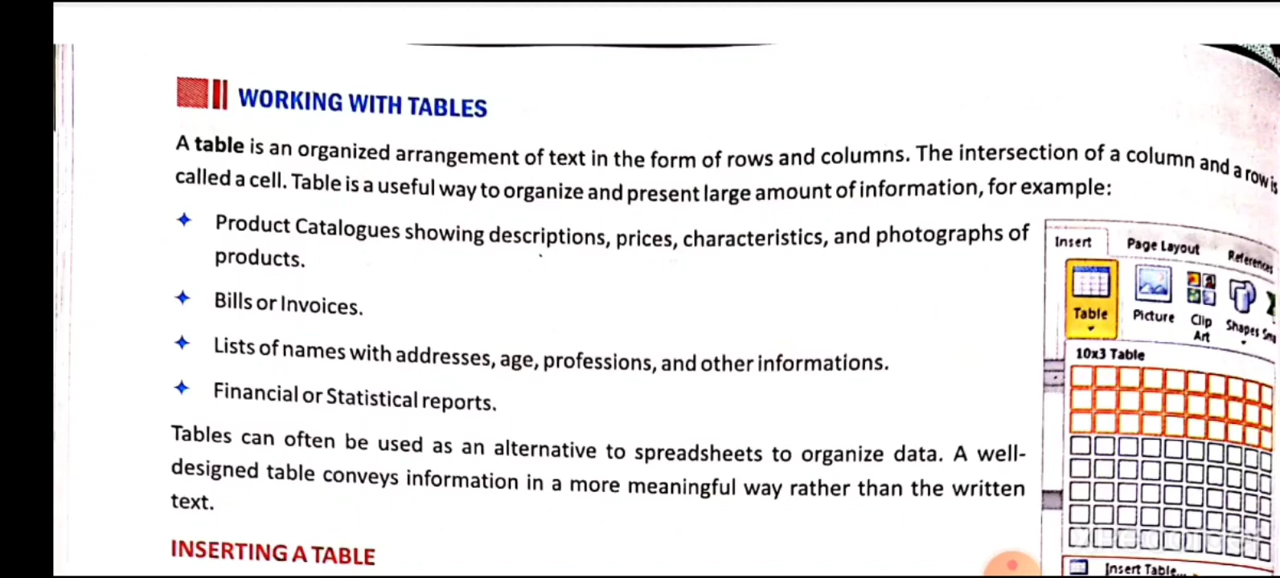 WORKING WITH TABLES
A table is an organized arrangement of text in the form of rows and columns. The intersection of a column and a row is
called a cell. Table is a useful way to organize and present large amount of information, for example:
Product Catalogues showing descriptions, prices, characteristics, and photographs of
products.
Bills or Invoices.
Lists of names with addresses, age, professions, and other informations.
Financial or Statistical reports.
Tables can often be used as an alternative to spreadsheets to organize data. A well-
designed table conveys information in a more meaningful way rather than the written
text.
INSERTING A TABLE
Insert Page Layout References
Table Picture Clip Art Shapes
10x3 Table
Insert Table...